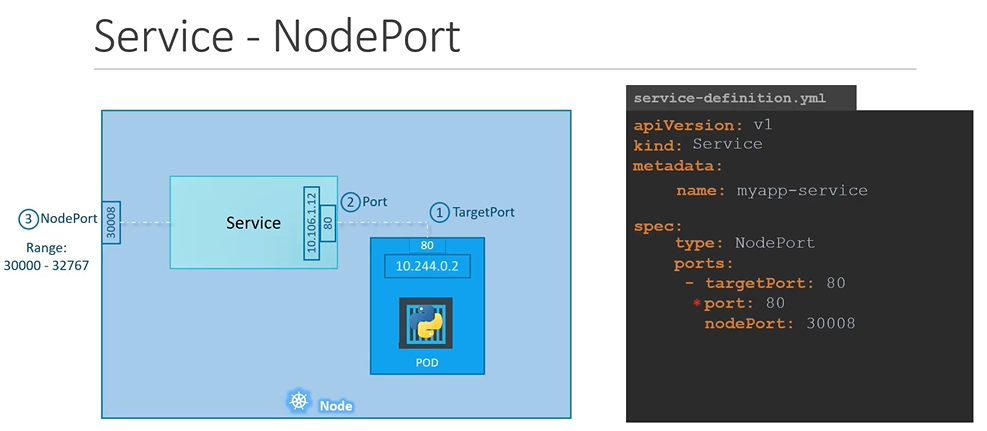 Service - NodePort
3 NodePort
Range:
30000 - 32767
30008
Service
10.106.1.12
80
2 Port
1 TargetPort
80
10.244.0.2
POD
Node
service-definition.yml
apiVersion: v1
kind: Service
metadata:
name: myapp-service
spec:
type: NodePort
ports:
- targetPort: 80
*port: 80
nodePort: 30008